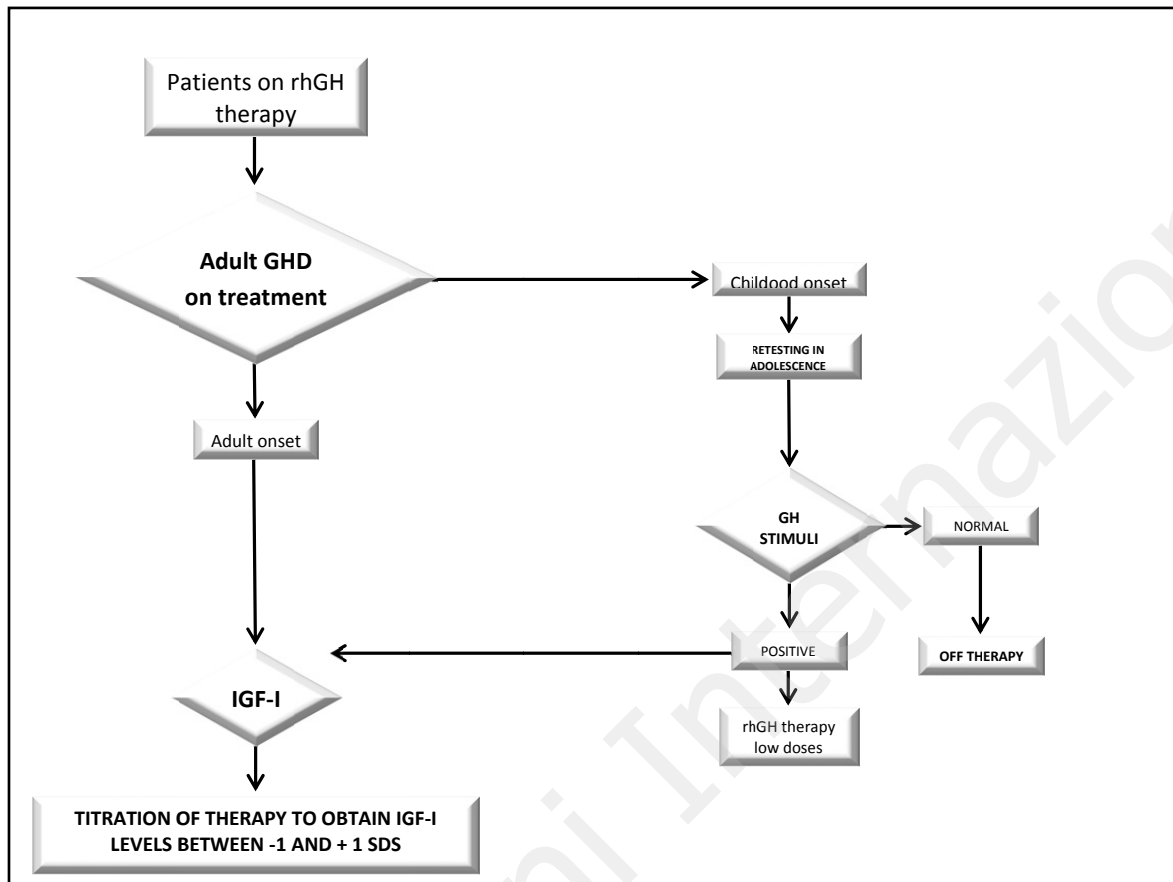 Patients on rhGH
therapy
Adult GHD
on treatment
Childood onset
RETESTING IN
ADOLESCENCE
Adult onset
GH
STIMULI
NORMAL
POSITIVE
OFF THERAPY
IGF-I
rhGH therapy
low doses
TITRATION OF THERAPY TO OBTAIN IGF-I
LEVELS BETWEEN -1 AND + 1 SDS